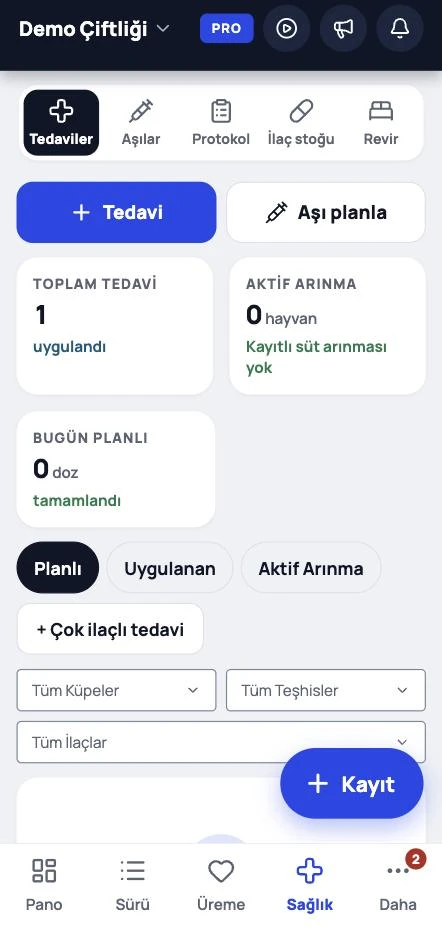 Demo Çiftliği
PRO
Tedaviler
Aşılar
Protokol
İlaç stoğu
Revir
+ Tedavi
Aşı planla
TOPLAM TEDAVİ
1
uygulandı
AKTİF ARINMA
0 hayvan
Kayıtlı süt arınması
yok
BUGÜN PLANLI
0 doz
tamamlandı
Planlı
Uygulanan
Aktif Arınma
+ Çok ilaçlı tedavi
Tüm Küpeler
Tüm Teşhisler
Tüm İlaçlar
+ Kayıt
Pano
Sürü
Üreme
Sağlık
2
Daha